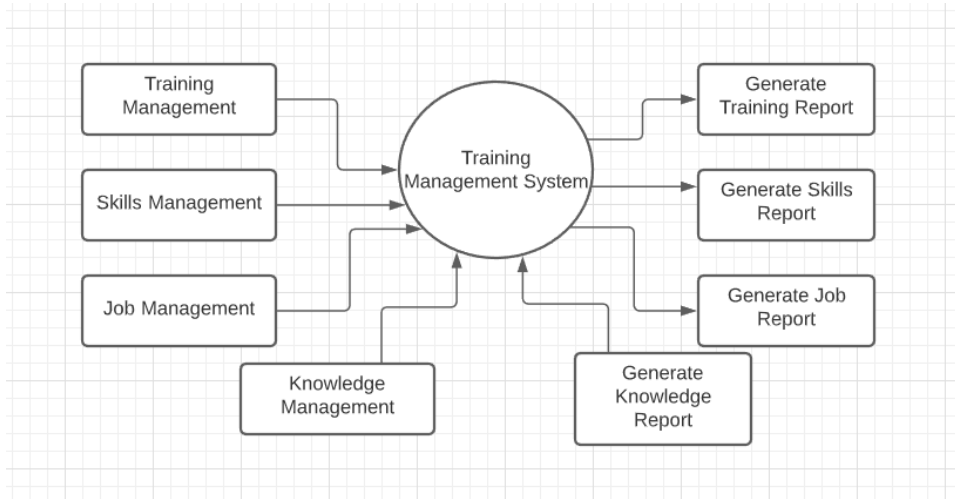 Training
Management
Skills Management
Job Management
Knowledge
Management
Training
Management System
Generate
Training Report
Generate Skills
Report
Generate Job
Report
Generate
Knowledge
Report